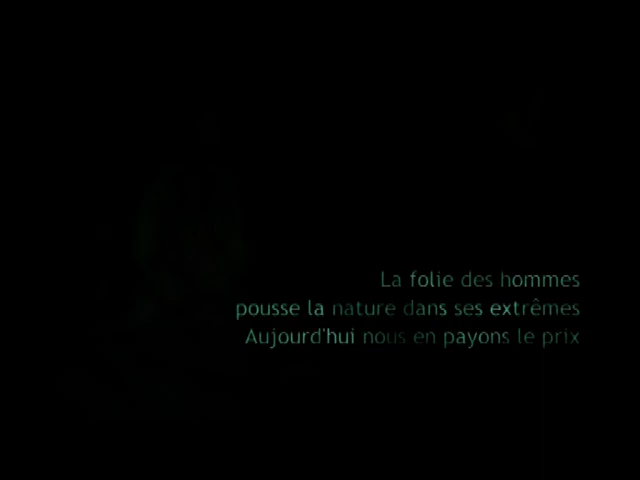 La folie des hommes
pousse la nature dans ses extrêmes
Aujourd'hui nous en payons le prix